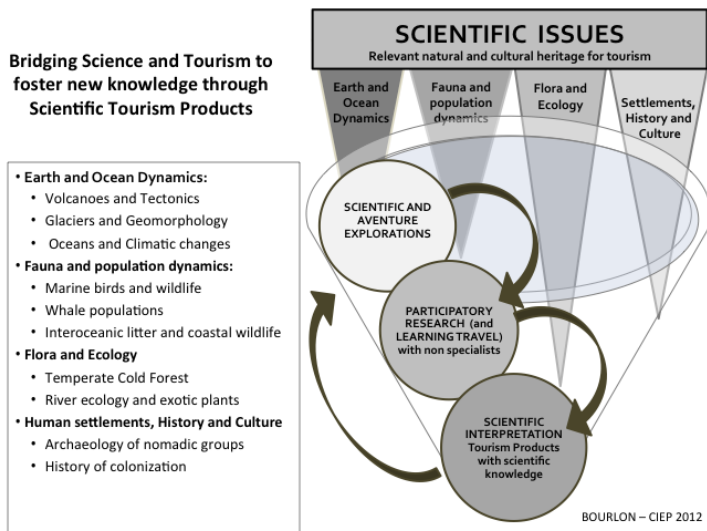 Bridging Science and Tourism to
foster new knowledge through
Scientific Tourism Products
• Earth and Ocean Dynamics:
• Volcanoes and Tectonics
• Glaciers and Geomorphology
• Oceans and Climatic changes
• Fauna and population dynamics:
• Marine birds and wildlife
• Whale populations
• Interoceanic litter and coastal wildlife
• Flora and Ecology
• Temperate Cold Forest
• River ecology and exotic plants
• Human settlements, History and Culture
• Archaeology of nomadic groups
• History of colonization
SCIENTIFIC ISSUES
Relevant natural and cultural heritage for tourism
Earth and
Ocean
Dynamics
Fauna and
population
dynamics
Flora and
Ecology
Settlements,
History and
Culture
SCIENTIFIC AND
AVENTURE
EXPLORATIONS
PARTICIPATORY
RESEARCH (and
LEARNING TRAVEL)
with non specialists
SCIENTIFIC
INTERPRETATION
Tourism Products
with scientific
knowledge
BOURLON – CIEP 2012